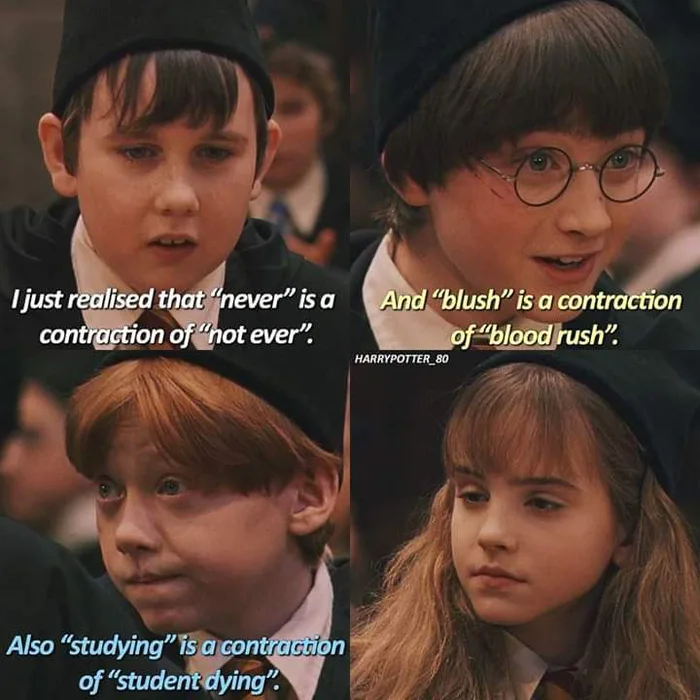 I just realised that “never” is a
contraction of “not ever”.
And “blush” is a contraction
of “blood rush”.
HARRYPOTTER_80
Also “studying” is a contraction
of “student dying”.